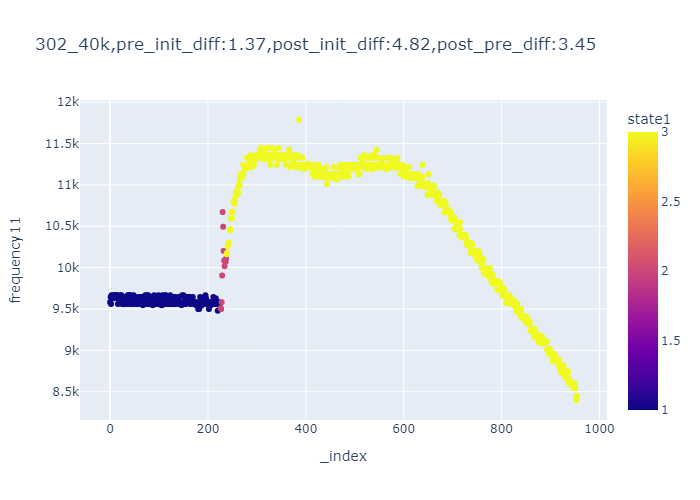 302_40k,pre_init_diff:1.37,post_init_diff:4.82,post_pre_diff:3.45
12k
11.5k
11k
10.5k
10k
9.5k
9k
8.5k
frequency11
0
200
400
600
800
1000
_index
state1
3
2.5
2
1.5
1